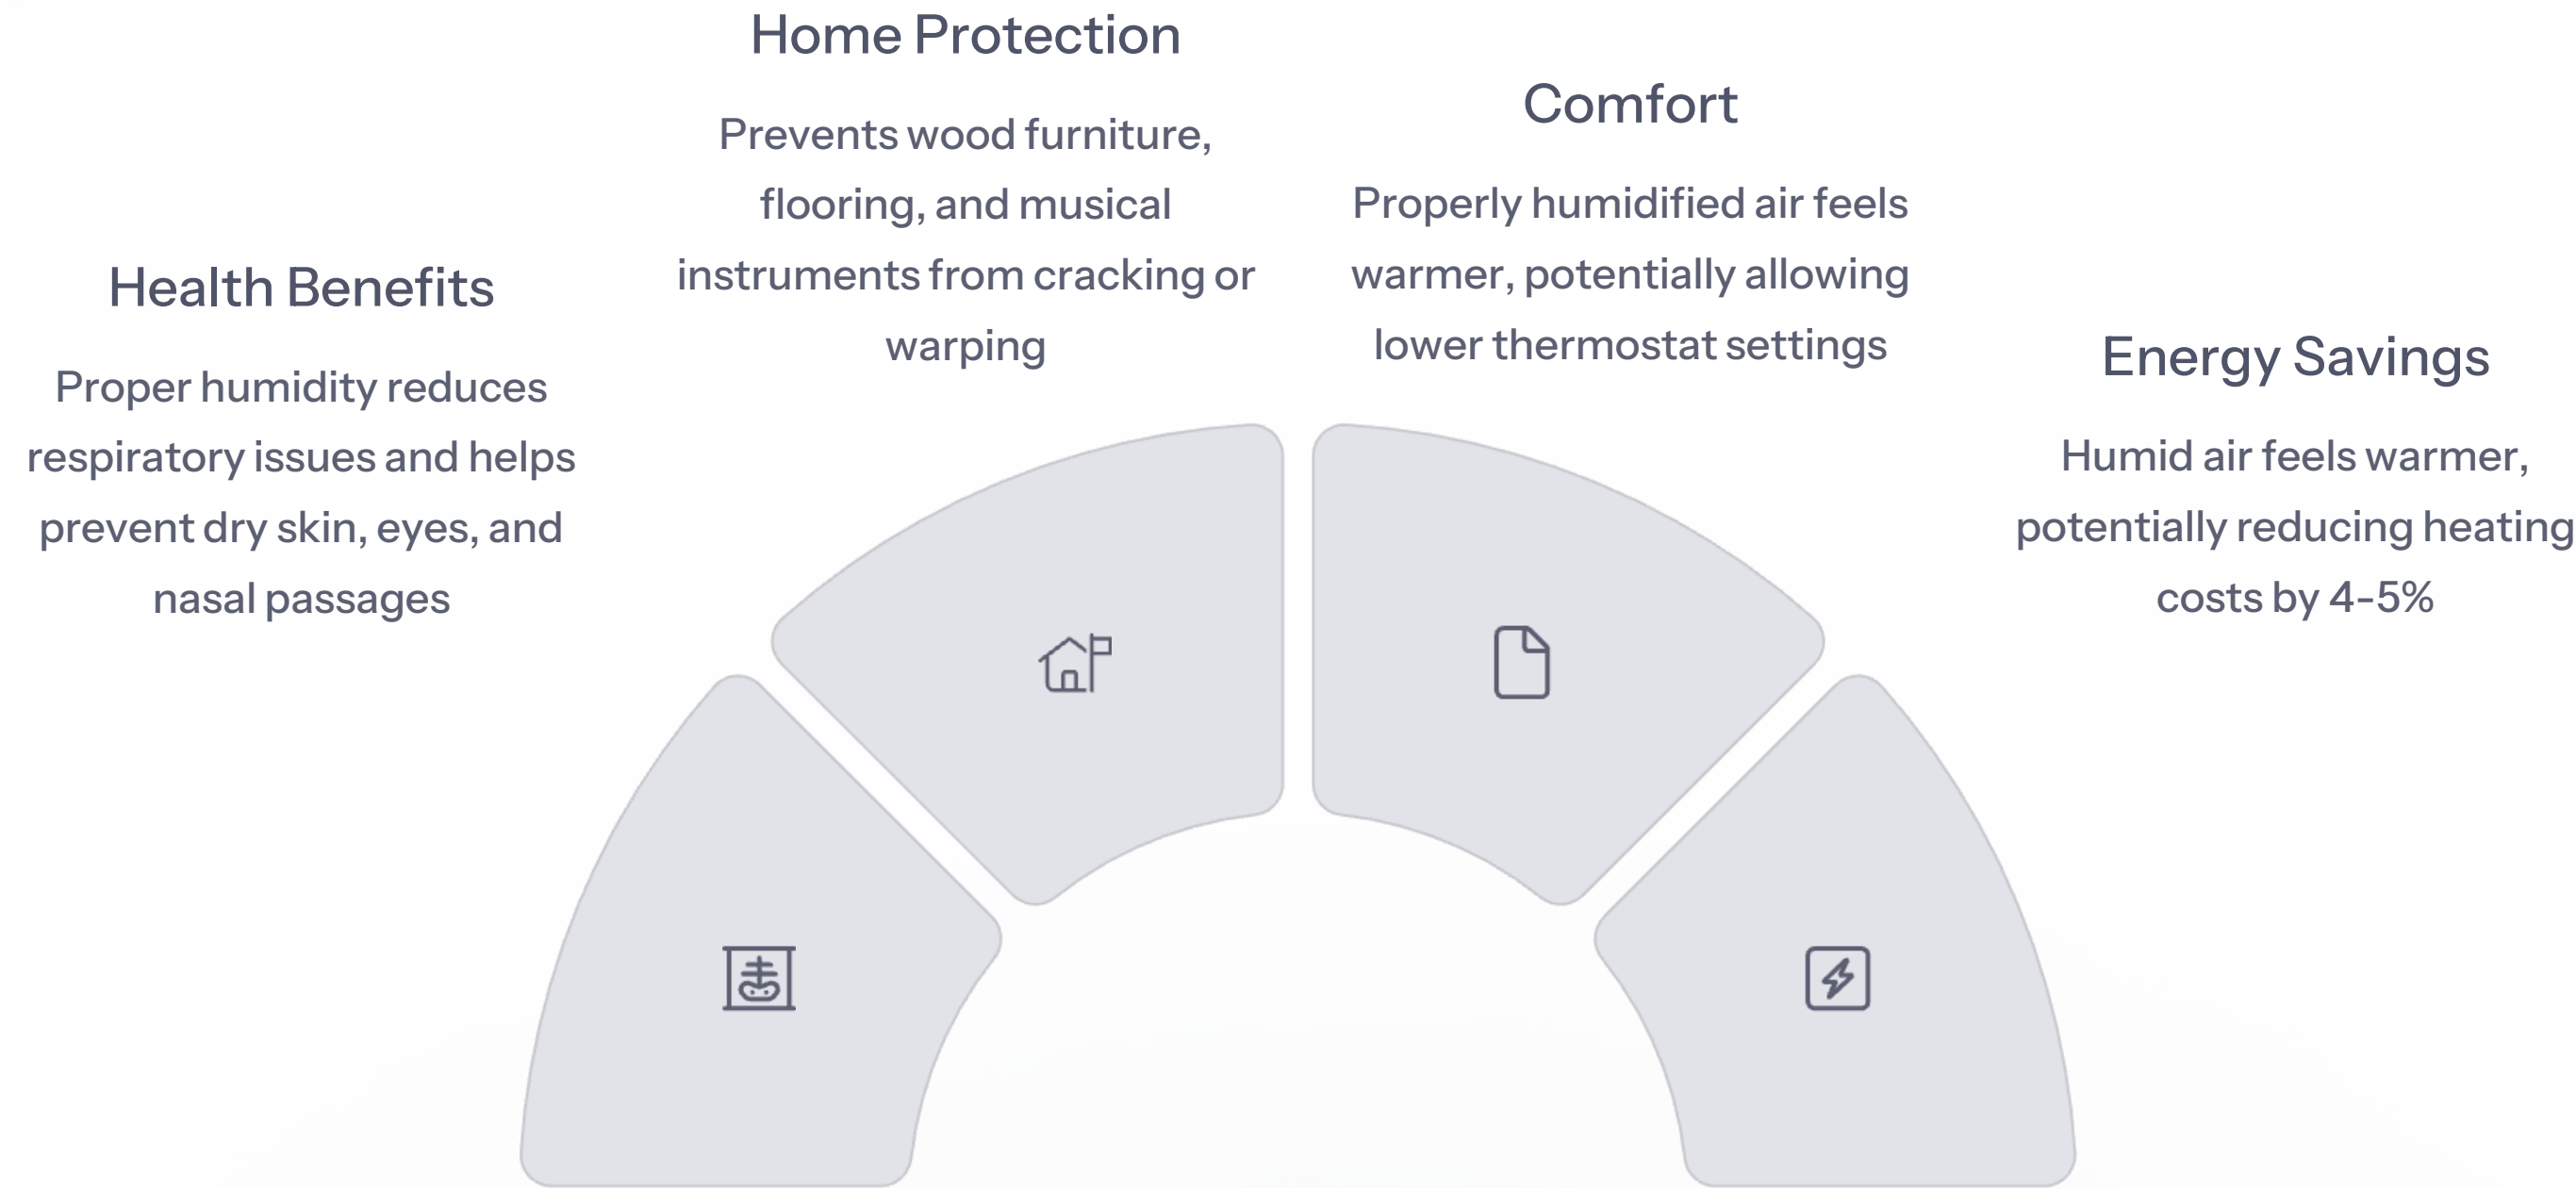 Health Benefits
Proper humidity reduces
respiratory issues and helps
prevent dry skin, eyes, and
nasal passages
Home Protection
Prevents wood furniture,
flooring, and musical
instruments from cracking or
warping
Comfort
Properly humidified air feels
warmer, potentially allowing
lower thermostat settings
Energy Savings
Humid air feels warmer,
potentially reducing heating
costs by 4-5%